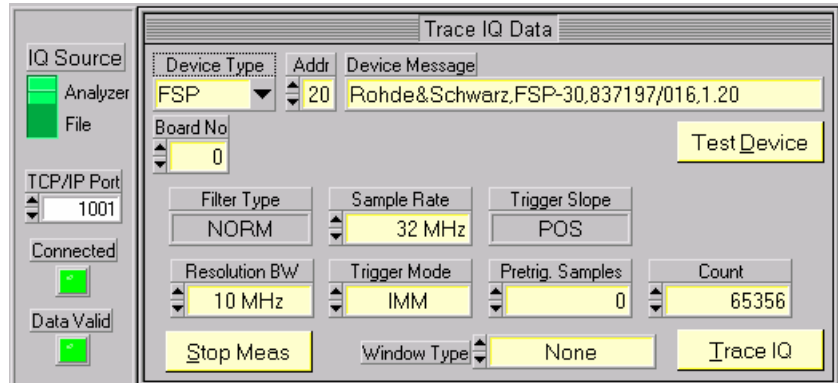 Trace IQ Data
IQ Source
Analyzer
File
TCP/IP Port
1001
Connected
Data Valid
Device Type Addr Device Message
FSP 20 Rohde&Schwarz,FSP-30,837197/016,1.20
Board No
0
Test Device
Filter Type Sample Rate Trigger Slope
NORM 32 MHz POS
Resolution BW Trigger Mode Pretrig. Samples Count
10 MHz IMM 0 65356
Stop Meas Window Type None Trace IQ